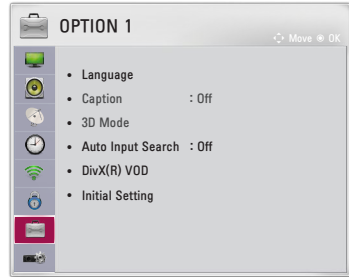 OPTION 1
Move OK
• Language
• Caption : Off
• 3D Mode
• Auto Input Search : Off
• DivX(R) VOD
• Initial Setting